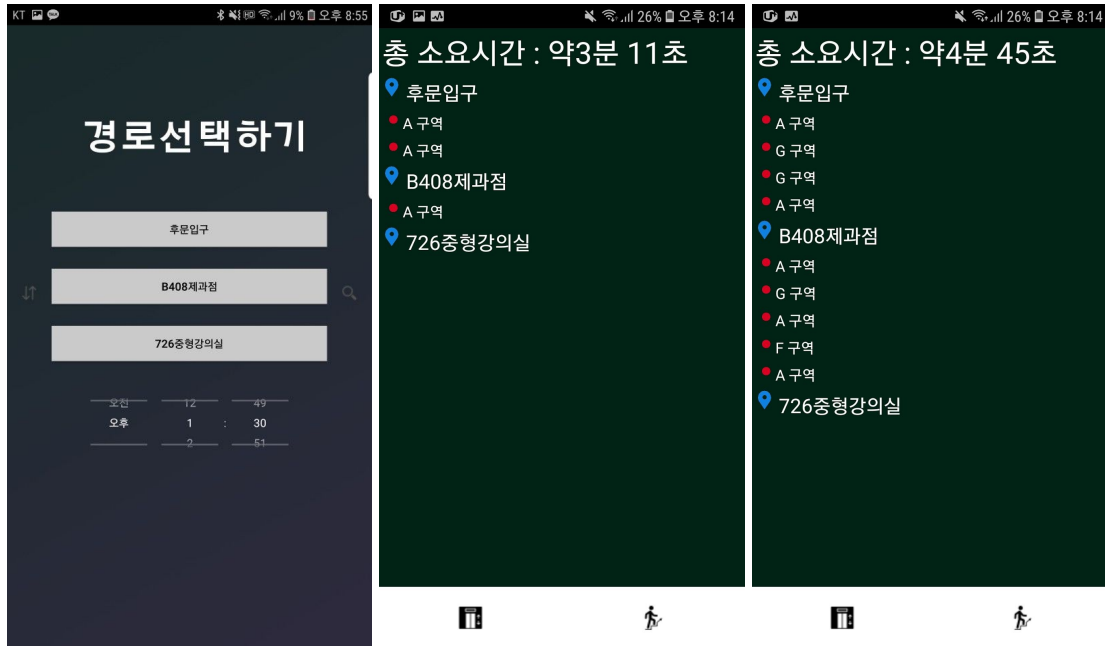 KT 9% 오후 8:55
경로선택하기
후문입구
B408제과점
726중형강의실
오전 12 49
오후 1 : 30
2 51
26% 오후 8:14
총 소요시간 : 약3분 11초
후문입구
A 구역
A 구역
B408제과점
A 구역
726중형강의실
26% 오후 8:14
총 소요시간 : 약4분 45초
후문입구
A 구역
G 구역
G 구역
A 구역
B408제과점
A 구역
G 구역
A 구역
F 구역
A 구역
726중형강의실